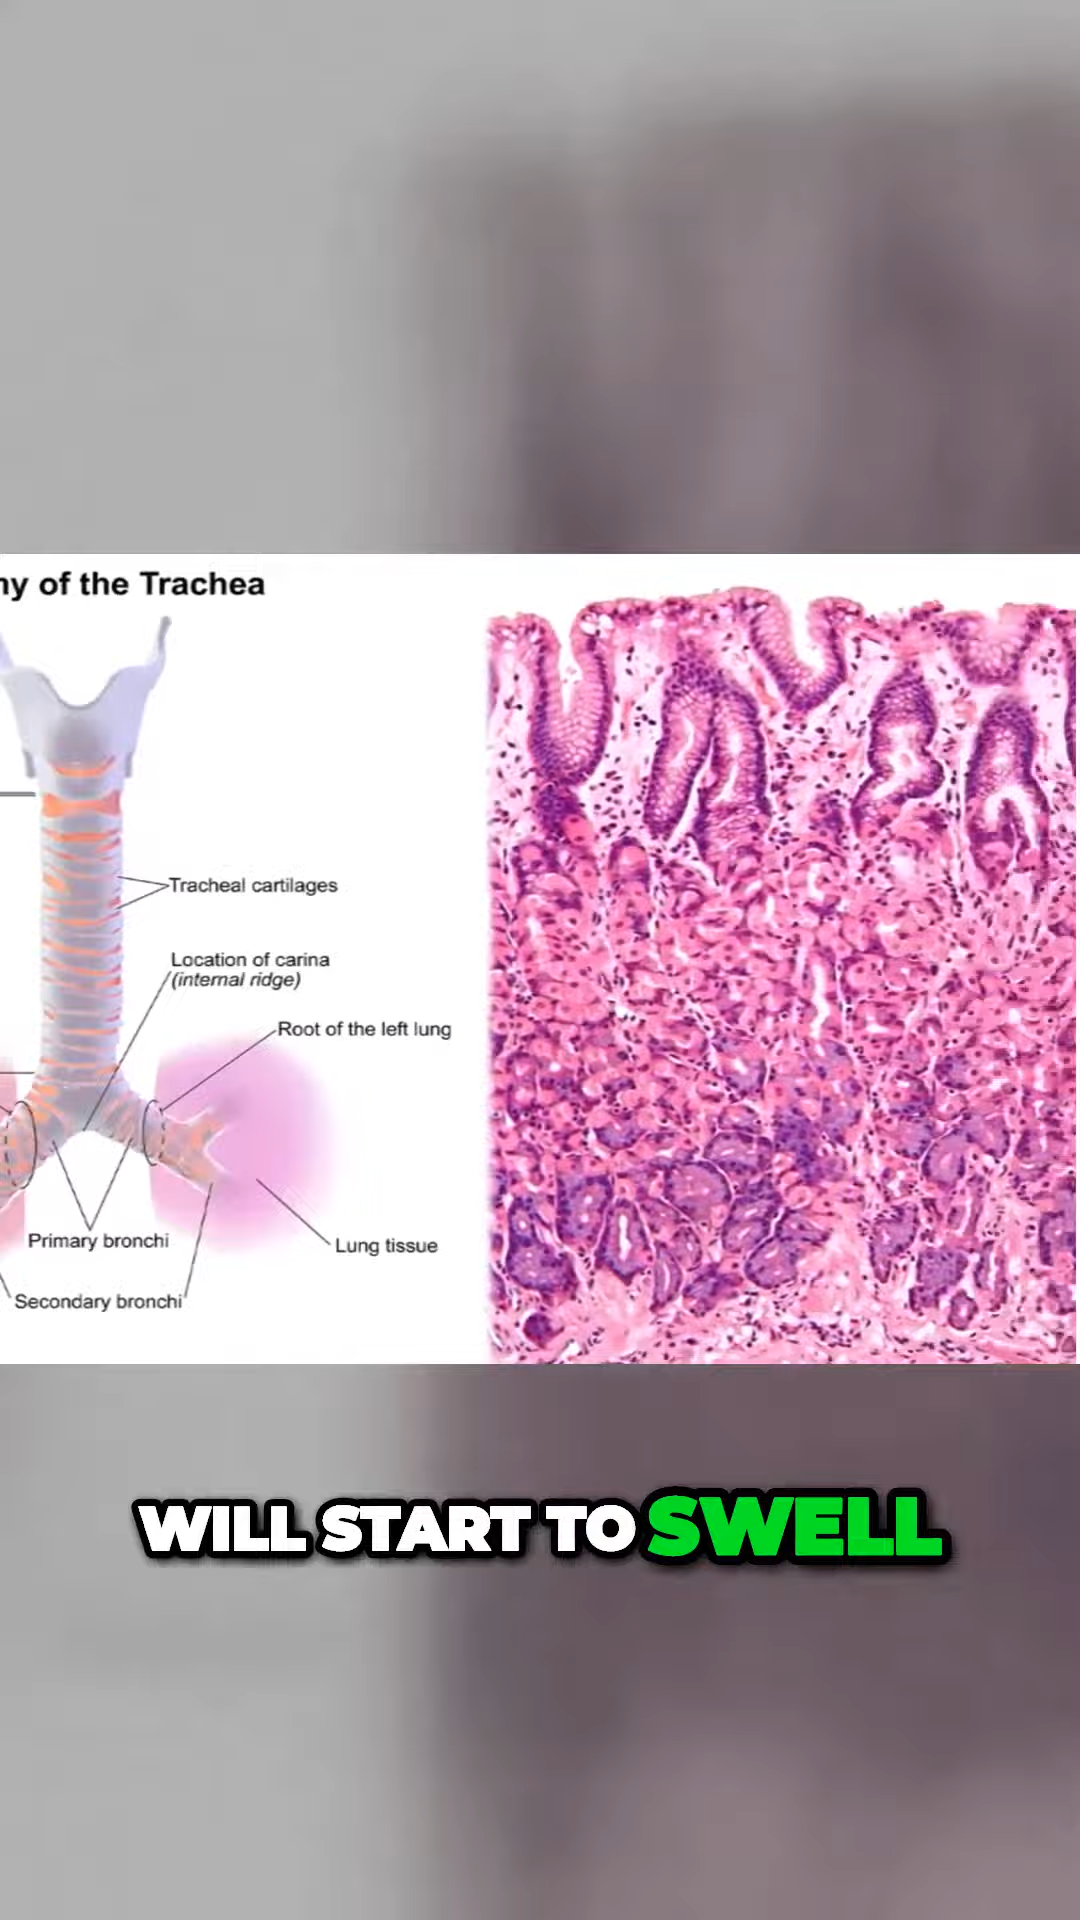 ny of the Trachea
Tracheal cartilages
Location of carina
(internal ridge)
Root of the left lung
Primary bronchi
Lung tissue
Secondary bronchi
WILL START TO SWELL